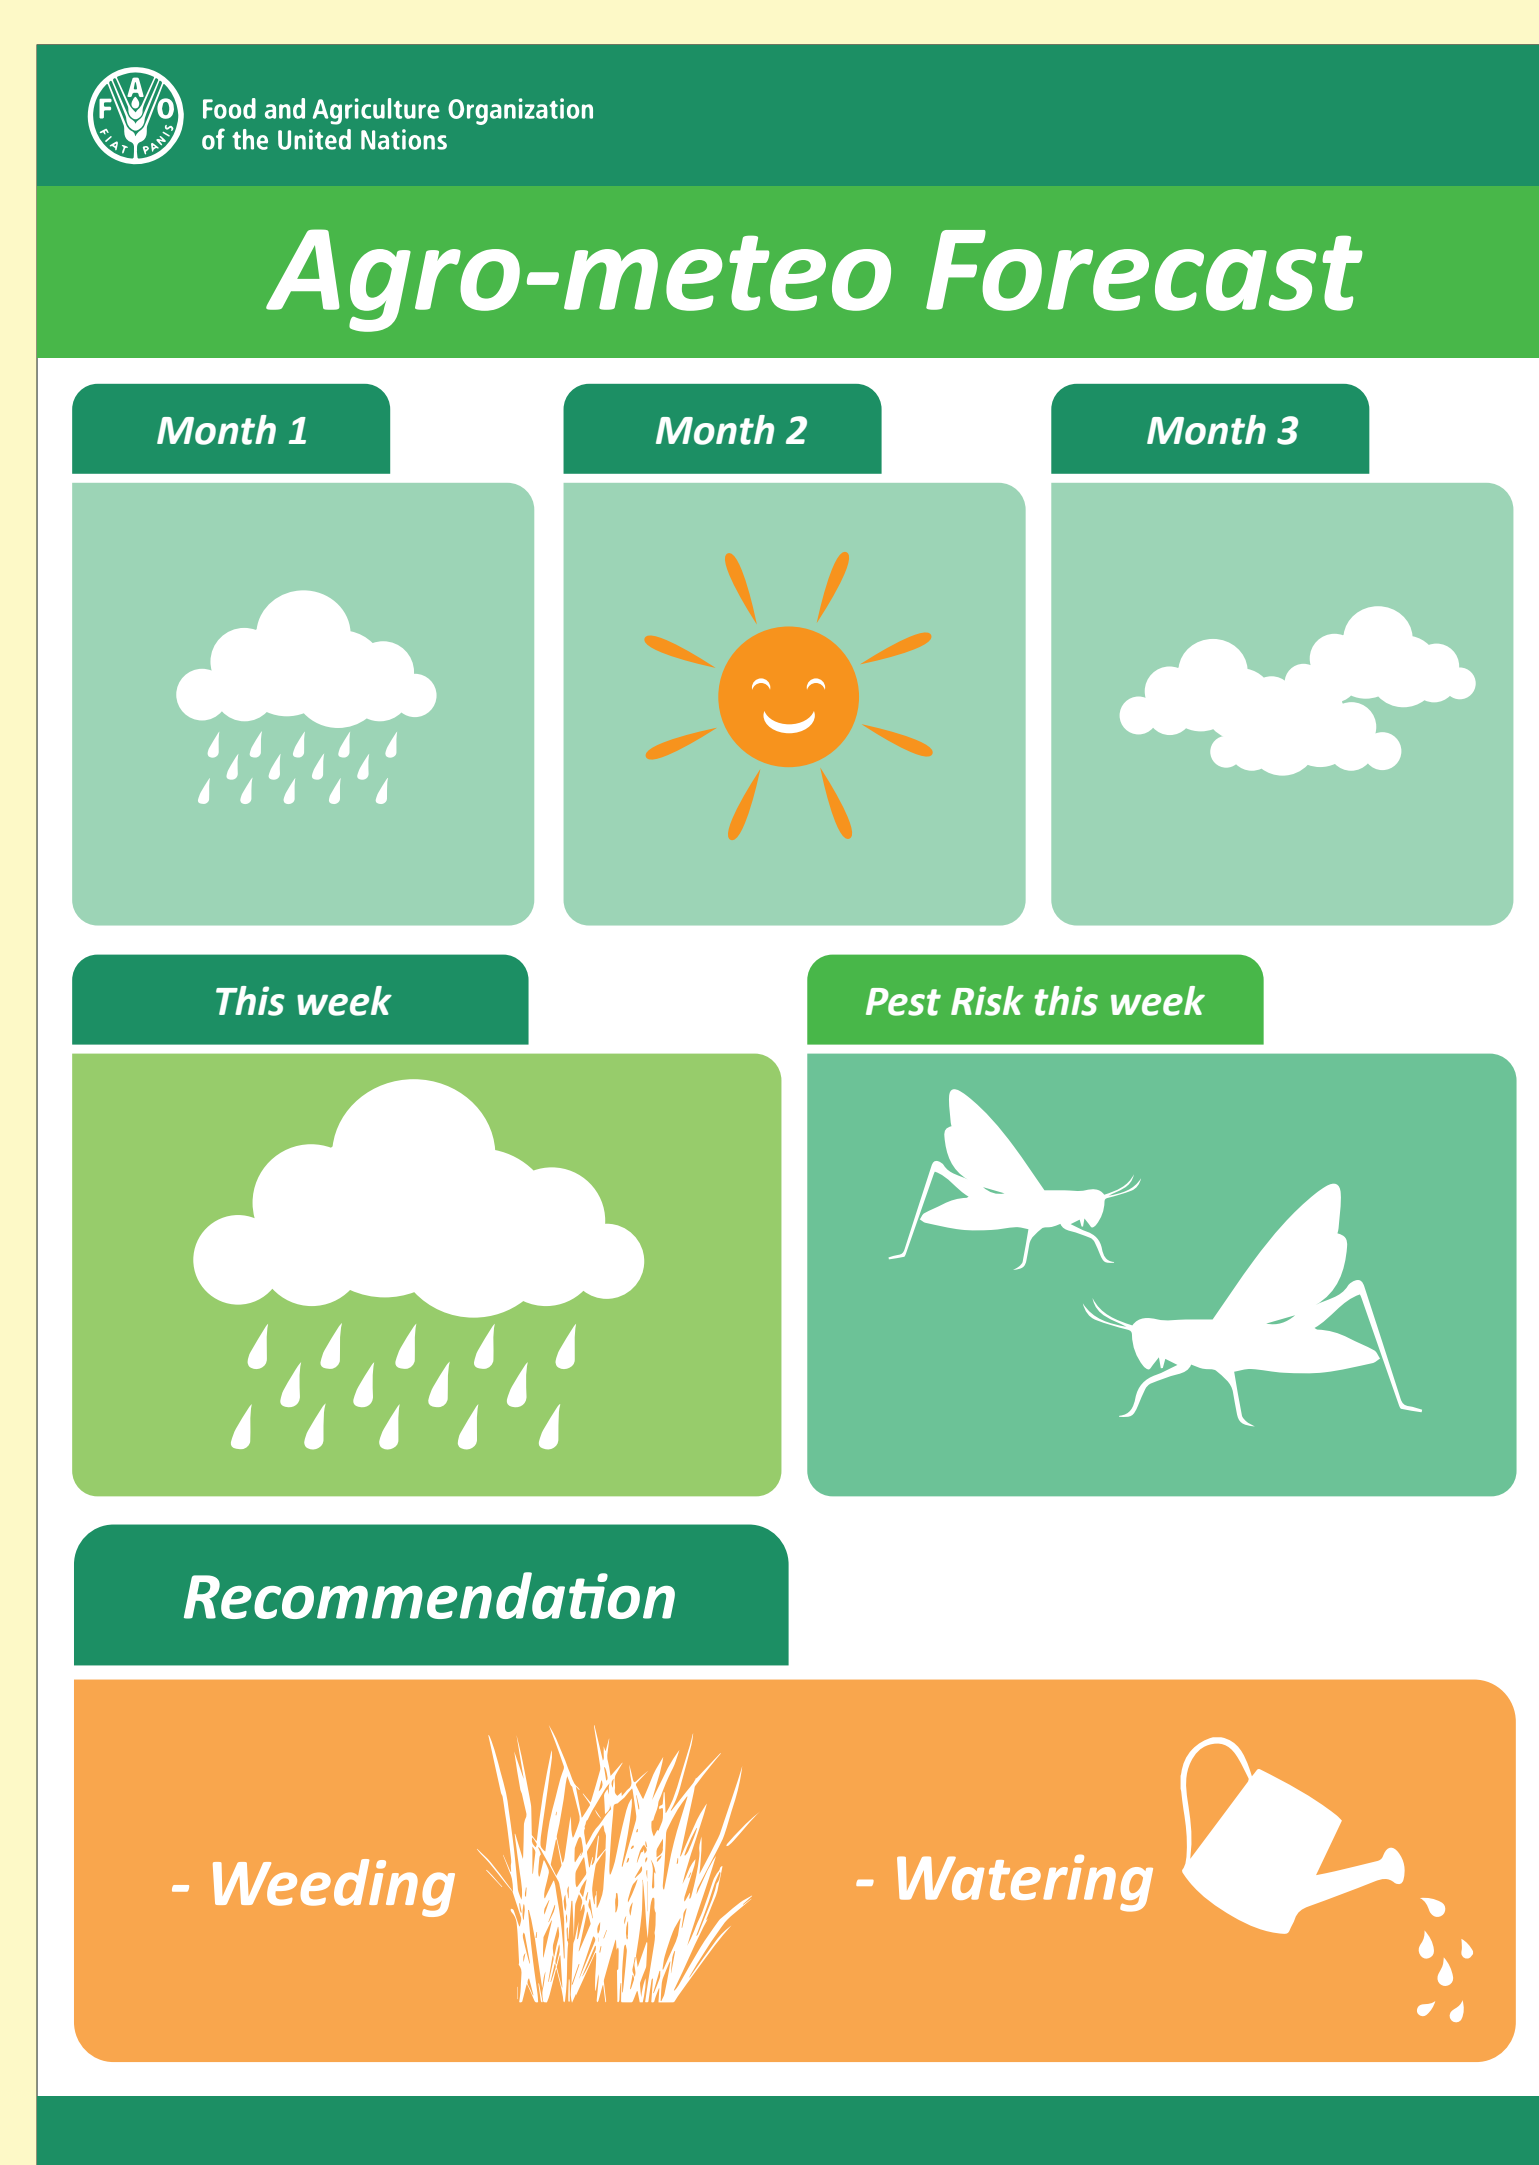 F A O
FIAT PANIS
Food and Agriculture Organization
of the United Nations
Agro-meteo Forecast
Month 1
Month 2
Month 3
This week
Pest Risk this week
Recommendation
- Weeding
- Watering